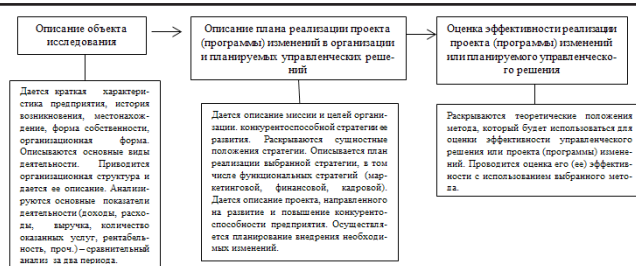 Описание объекта
исследования
Описание плана реализации проекта
(программы) изменений в организации
и планируемых управленческих реше-
ний
Оценка эффективности реализации
проекта (программы) изменений
или планируемого управленческо-
го решения
Дается краткая характери-
стика предприятия, история
возникновения, местонахож-
дение, форма собственности,
организационная форма.
Описываются основные виды
деятельности. Приводится
организационная структура и
дается ее описание. Анализи-
руются основные показатели
деятельности (доходы, расхо-
ды, выручка, количество
оказанных услуг, рентабель-
ность, проч.) – сравнительный
анализ за два периода.
Дается описание миссии и целей органи-
зации. конкурентоспособной стратегии ее
развития. Раскрываются сущностные
положения стратегии. Описывается план
реализации выбранной стратегии, в том
числе функциональных стратегий (мар-
кетинговой, финансовой, кадровой).
Дается описание проекта, направленного
на развитие и повышение конкуренто-
способности предприятия. Осуществля-
ется планирование внедрения необходи-
мых изменений.
Раскрываются теоретические положения
метода, который будет использоваться для
оценки эффективности управленческого
решения или проекта (программы) измене-
ний. Проводится оценка его (ее) эффектив-
ности с использованием выбранного мето-
да.